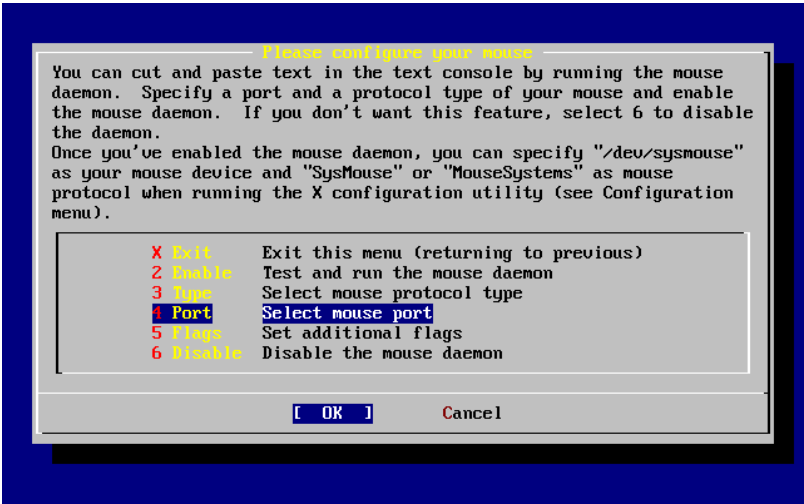 Please configure your mouse
You can cut and paste text in the text console by running the mouse
daemon.  Specify a port and a protocol type of your mouse and enable
the mouse daemon.  If you don't want this feature, select 6 to disable
the daemon.
Once you've enabled the mouse daemon, you can specify "/dev/sysmouse"
as your mouse device and "SysMouse" or "MouseSystems" as mouse
protocol when running the X configuration utility (see Configuration
menu).
X Exit     Exit this menu (returning to previous)
2 Enable   Test and run the mouse daemon
3 Type     Select mouse protocol type
4 Port     Select mouse port
5 Flags    Set additional flags
6 Disable  Disable the mouse daemon
[  OK  ]       Cancel